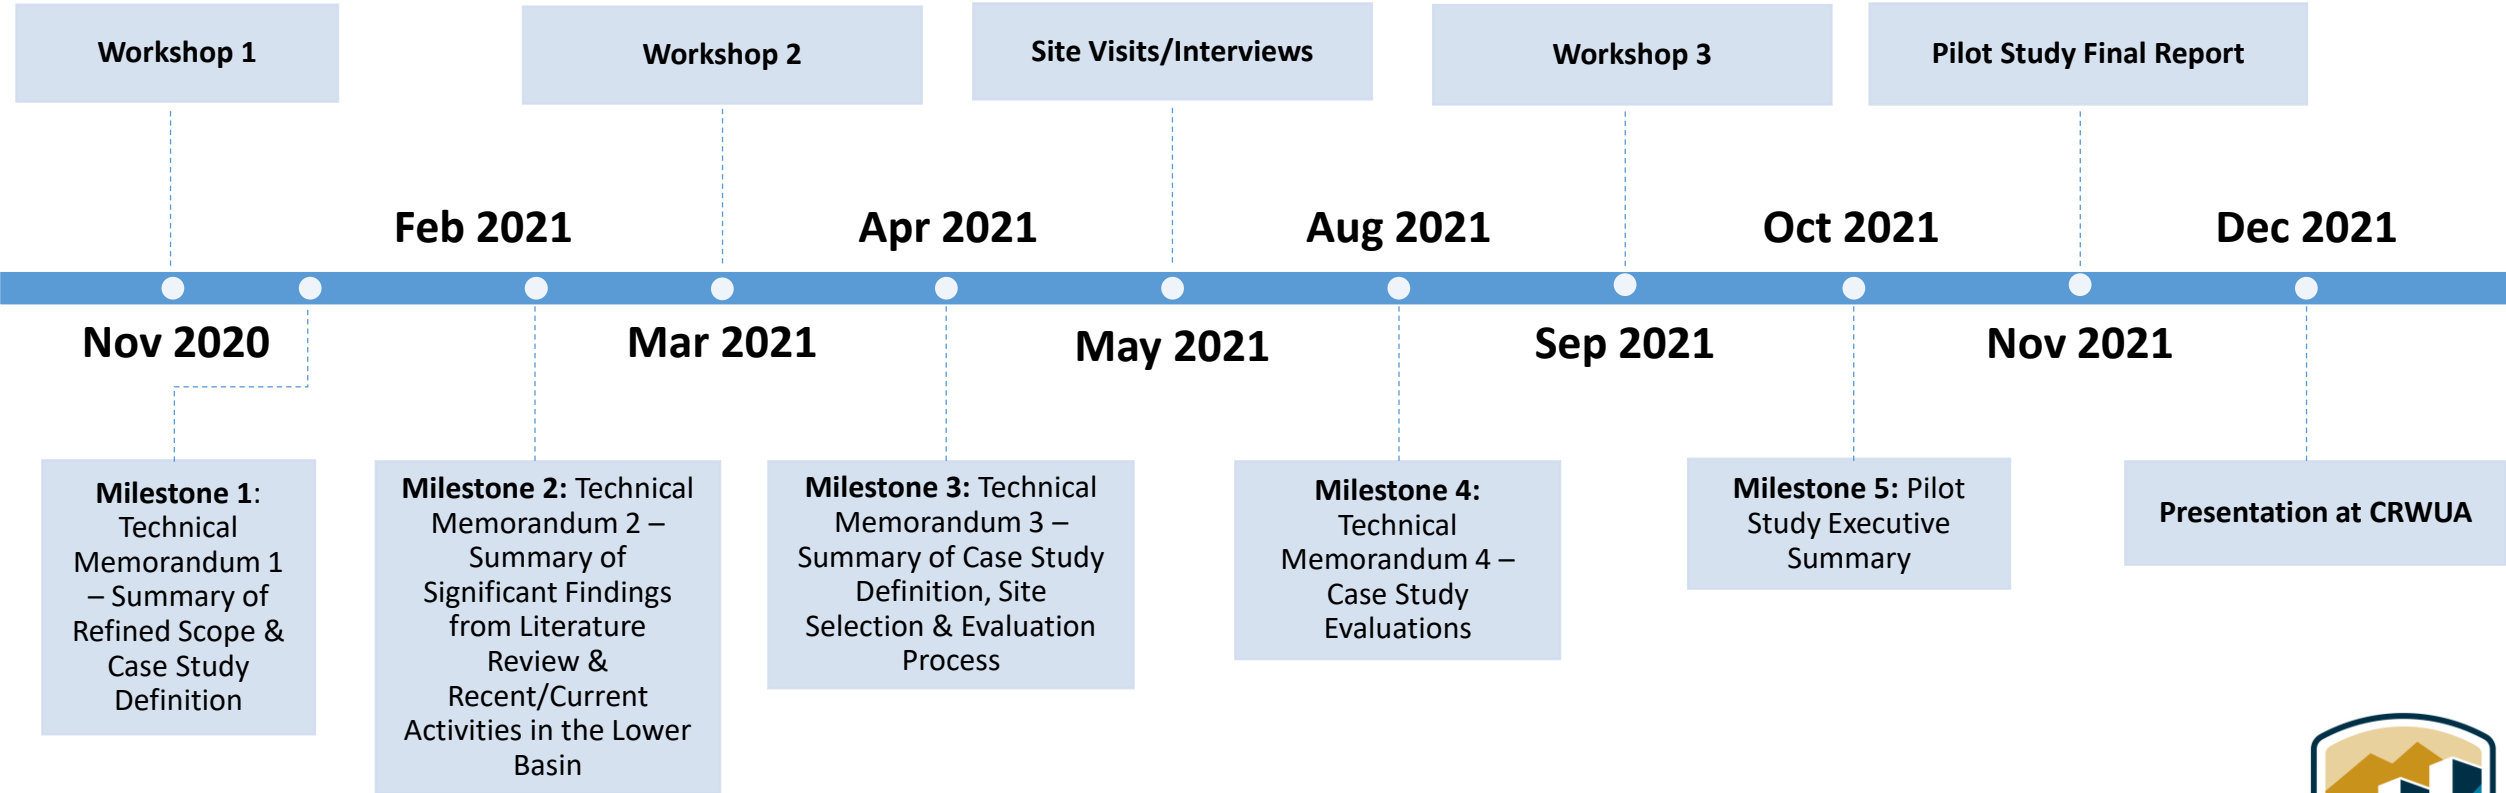 Workshop 1
Workshop 2
Site Visits/Interviews
Workshop 3
Pilot Study Final Report
Feb 2021
Apr 2021
Aug 2021
Oct 2021
Dec 2021
Nov 2020
Mar 2021
May 2021
Sep 2021
Nov 2021
Milestone 1:
Technical
Memorandum 1
– Summary of
Refined Scope &
Case Study
Definition
Milestone 2: Technical
Memorandum 2 –
Summary of
Significant Findings
from Literature
Review &
Recent/Current
Activities in the Lower
Basin
Milestone 3: Technical
Memorandum 3 –
Summary of Case Study
Definition, Site
Selection & Evaluation
Process
Milestone 4:
Technical
Memorandum 4 –
Case Study
Evaluations
Milestone 5: Pilot
Study Executive
Summary
Presentation at CRWUA